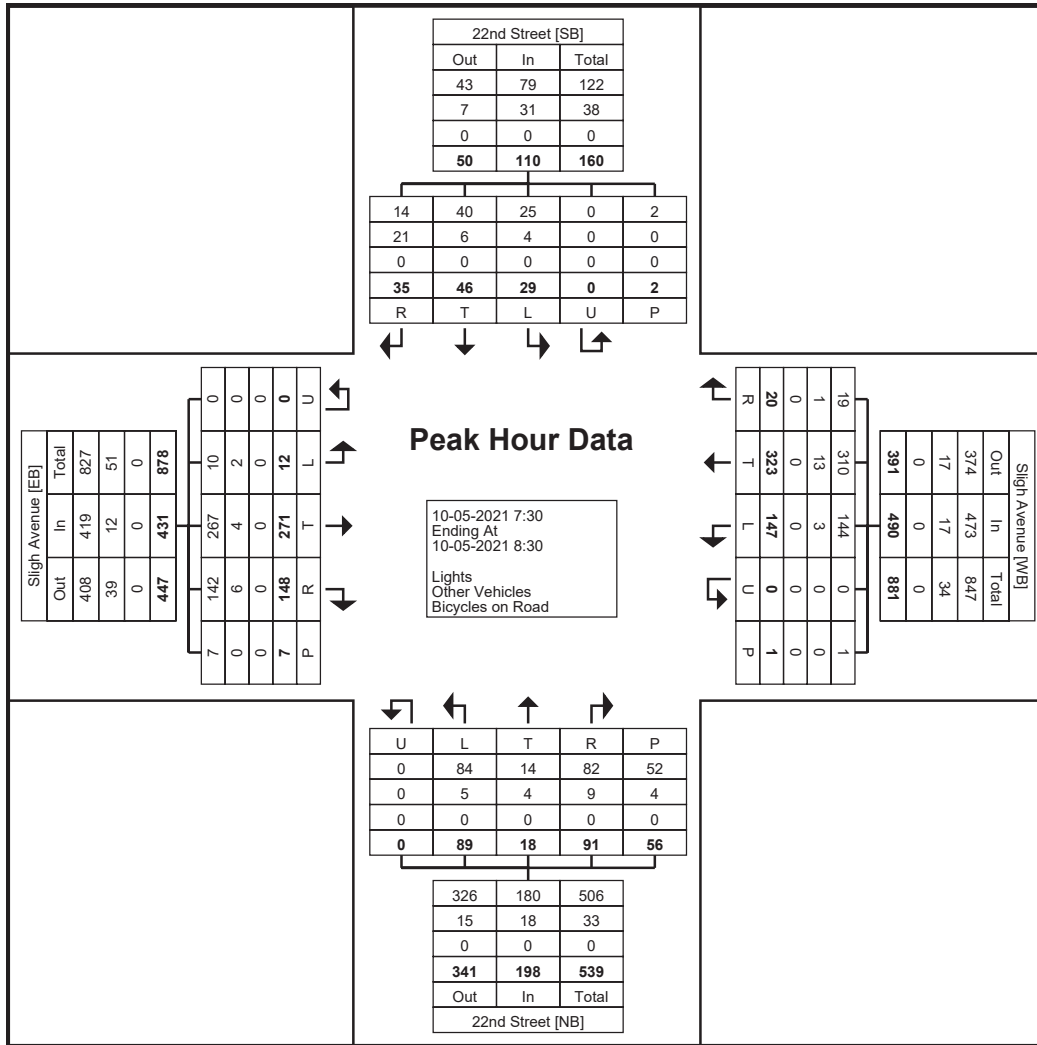 22nd Street [SB]
Out In Total
43 79 122
7 31 38
0 0 0
50 110 160
14 40 25 0 2
21 6 4 0 0
0 0 0 0 0
35 46 29 0 2
R T L U P
Sligh Avenue [EB]
Total In Out
827 419 408
51 12 39
0 0 0
878 431 447
0 10 267 142 7
0 2 4 6 0
0 0 0 0 0
0 12 271 148 7
U L T R P
Peak Hour Data
10-05-2021 7:30
Ending At
10-05-2021 8:30
Lights
Other Vehicles
Bicycles on Road
R T L U P
20 323 147 0 1
0 0 0 0 0
1 13 3 0 0
19 310 144 0 1
Sligh Avenue [WB]
Out In Total
374 473 847
17 17 34
0 0 0
391 490 881
U L T R P
0 84 14 82 52
0 5 4 9 4
0 0 0 0 0
0 89 18 91 56
326 180 506
15 18 33
0 0 0
341 198 539
Out In Total
22nd Street [NB]